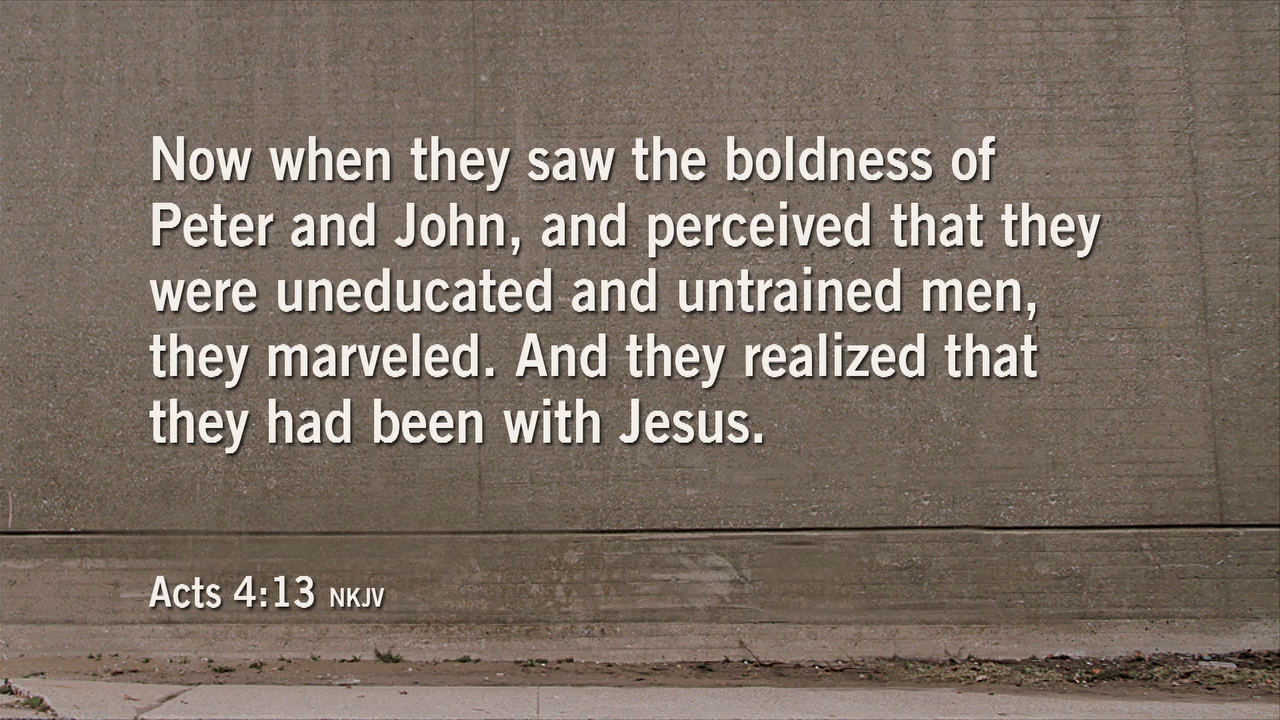 Now when they saw the boldness of
Peter and John, and perceived that they
were uneducated and untrained men,
they marveled. And they realized that
they had been with Jesus.
Acts 4:13 NKJV